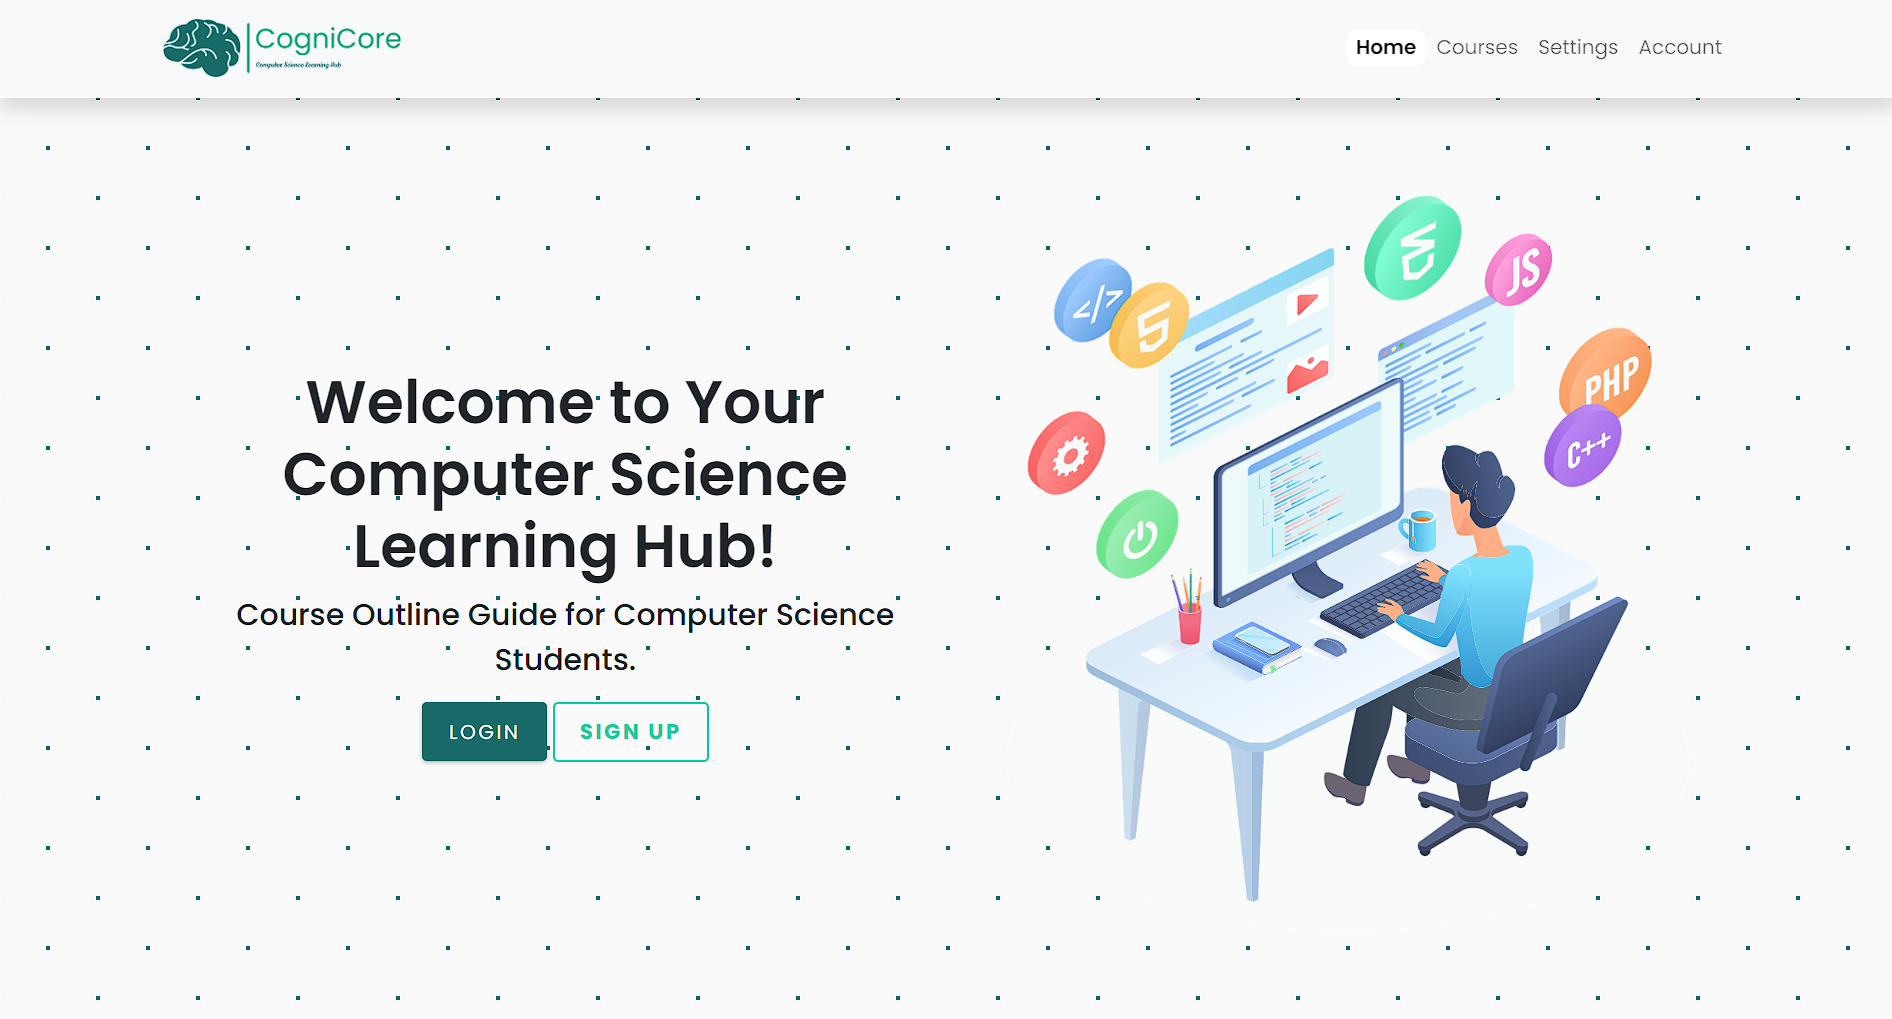 CogniCore
Computer Science Learning Hub
Home Courses Settings Account
Welcome to Your
Computer Science
Learning Hub!
Course Outline Guide for Computer Science
Students.
LOGIN SIGN UP
</>
5
JS
PHP
C++